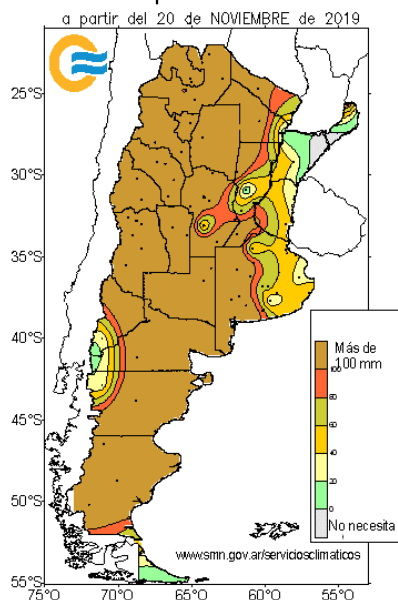 a partir del 20 de NOVIEMBRE de 2019
25°S
30°S
35°S
40°S
45°S
50°S
55°S
75°W
70°W
65°W
60°W
55°W
Más de
100 mm
100
80
60
40
20
0
No necesita
www.smn.gov.ar/serviciosclimaticos